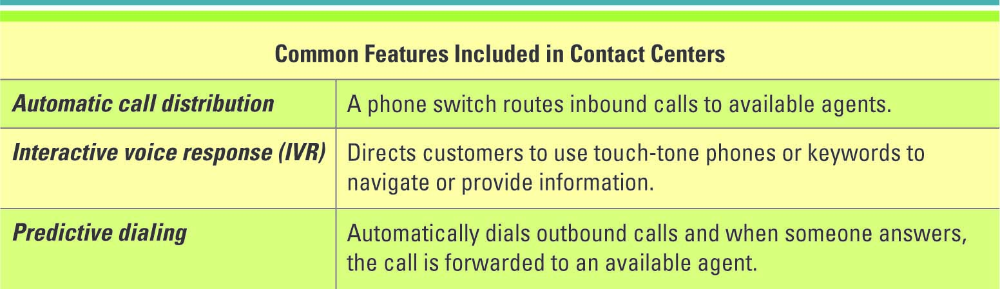 Common Features Included in Contact Centers
Automatic call distribution
A phone switch routes inbound calls to available agents.
Interactive voice response (IVR)
Directs customers to use touch-tone phones or keywords to
navigate or provide information.
Predictive dialing
Automatically dials outbound calls and when someone answers,
the call is forwarded to an available agent.